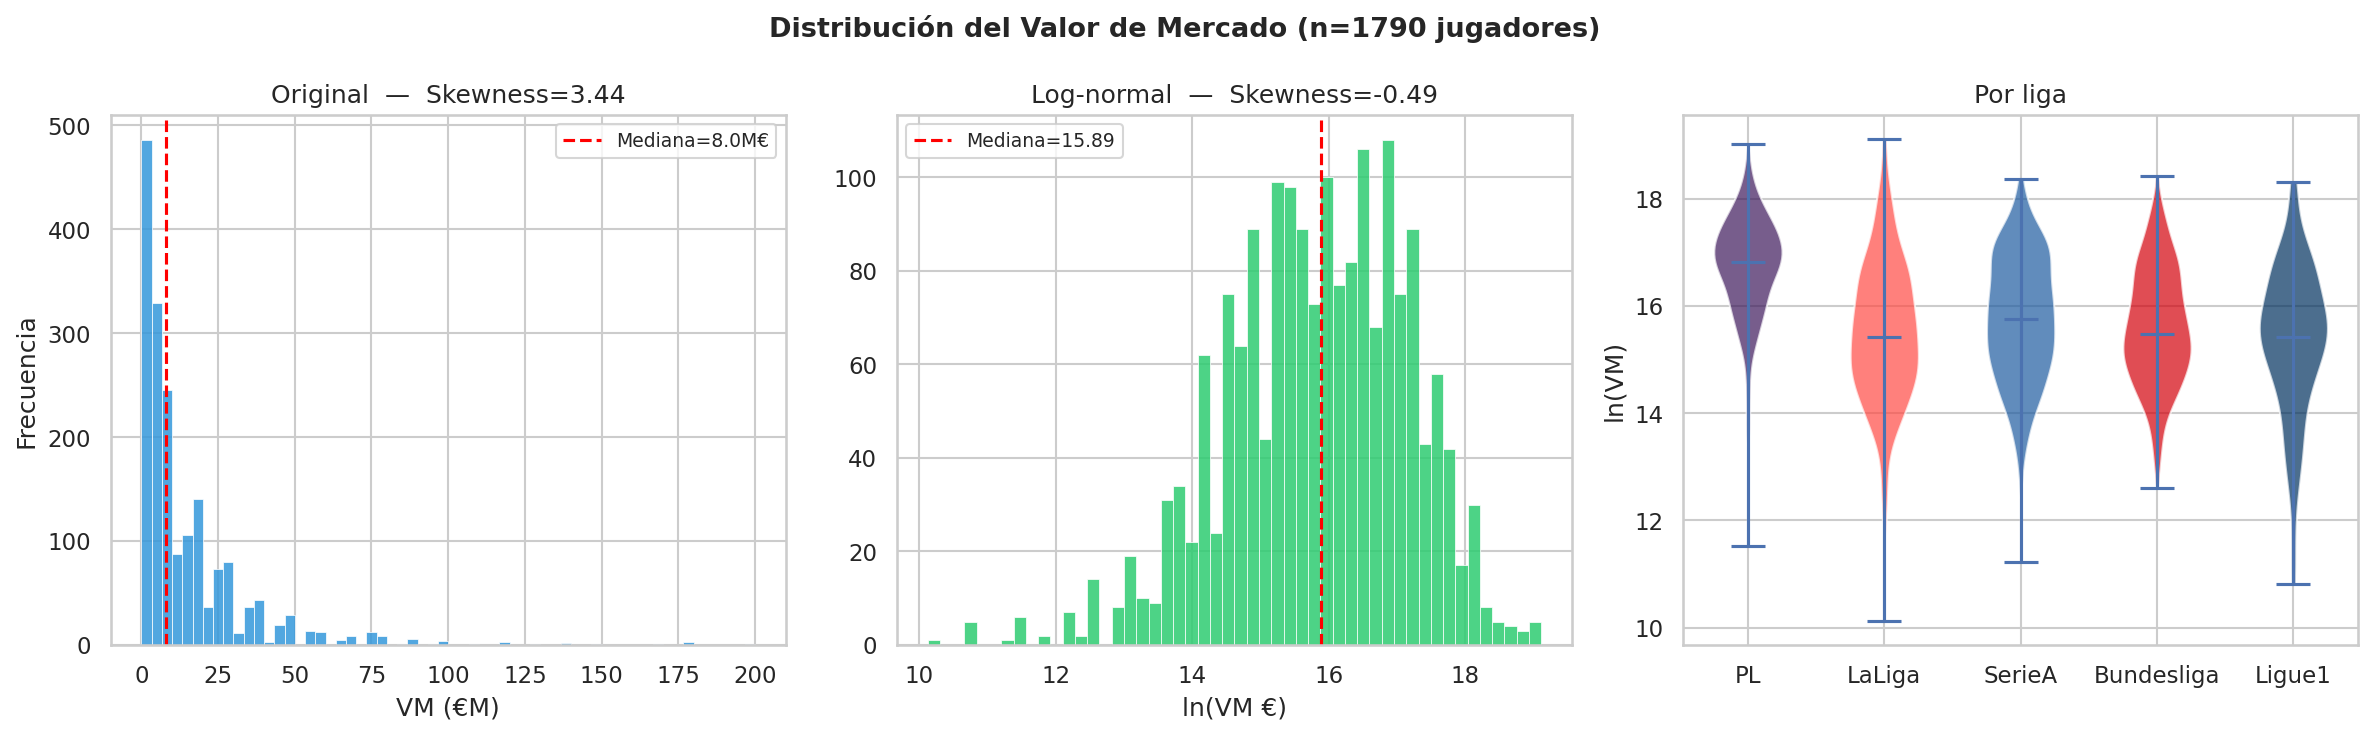 Distribución del Valor de Mercado (n=1790 jugadores)
Original — Skewness=3.44
Mediana=8.0M€
Frecuencia
500
400
300
200
100
0
0 25 50 75 100 125 150 175 200
VM (€M)
Log-normal — Skewness=-0.49
Mediana=15.89
100
80
60
40
20
0
10 12 14 16 18
ln(VM €)
Por liga
ln(VM)
18
16
14
12
10
PL LaLiga SerieA Bundesliga Ligue1